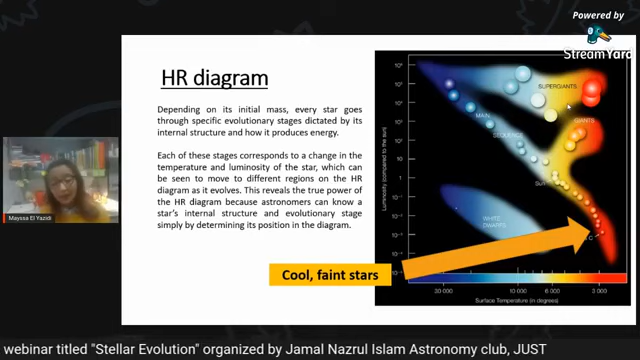 Powered by
StreamYard
HR diagram
Depending on its initial mass, every star goes
through specific evolutionary stages dictated by its
internal structure and how it produces energy.
Each of these stages corresponds to a change in the
temperature and luminosity of the star, which can
be seen to move to different regions on the HR
diagram as it evolves. This reveals the true power of
the HR diagram because astronomers can know a
star's internal structure and evolutionary stage
simply by determining its position in the diagram.
Cool, faint stars
SUPERGIANTS
GIANTS
MAIN
SEQUENCE
Sun
WHITE
DWARFS
Luminosity (compared to the sun)
30 000 10 000 6 000 3 000
Surface Temperature (in degrees)
Mayssa El Yazidi
webinar titled "Stellar Evolution" organized by Jamal Nazrul Islam Astronomy club, JUST